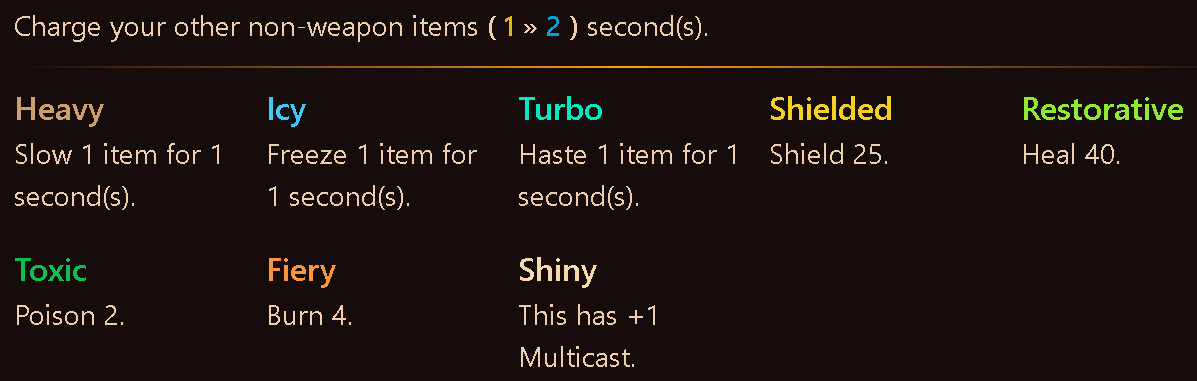 Charge your other non-weapon items ( 1 » 2 ) second(s).
Heavy
Slow 1 item for 1
second(s).
Icy
Freeze 1 item for
1 second(s).
Turbo
Haste 1 item for 1
second(s).
Shielded
Shield 25.
Restorative
Heal 40.
Toxic
Poison 2.
Fiery
Burn 4.
Shiny
This has +1
Multicast.